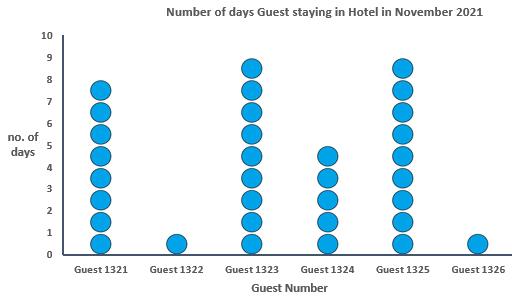 Number of days Guest staying in Hotel in November 2021
10
9
8
7
6
5
4
3
2
1
0
no. of
days
Guest 1321 Guest 1322 Guest 1323 Guest 1324 Guest 1325 Guest 1326
Guest Number